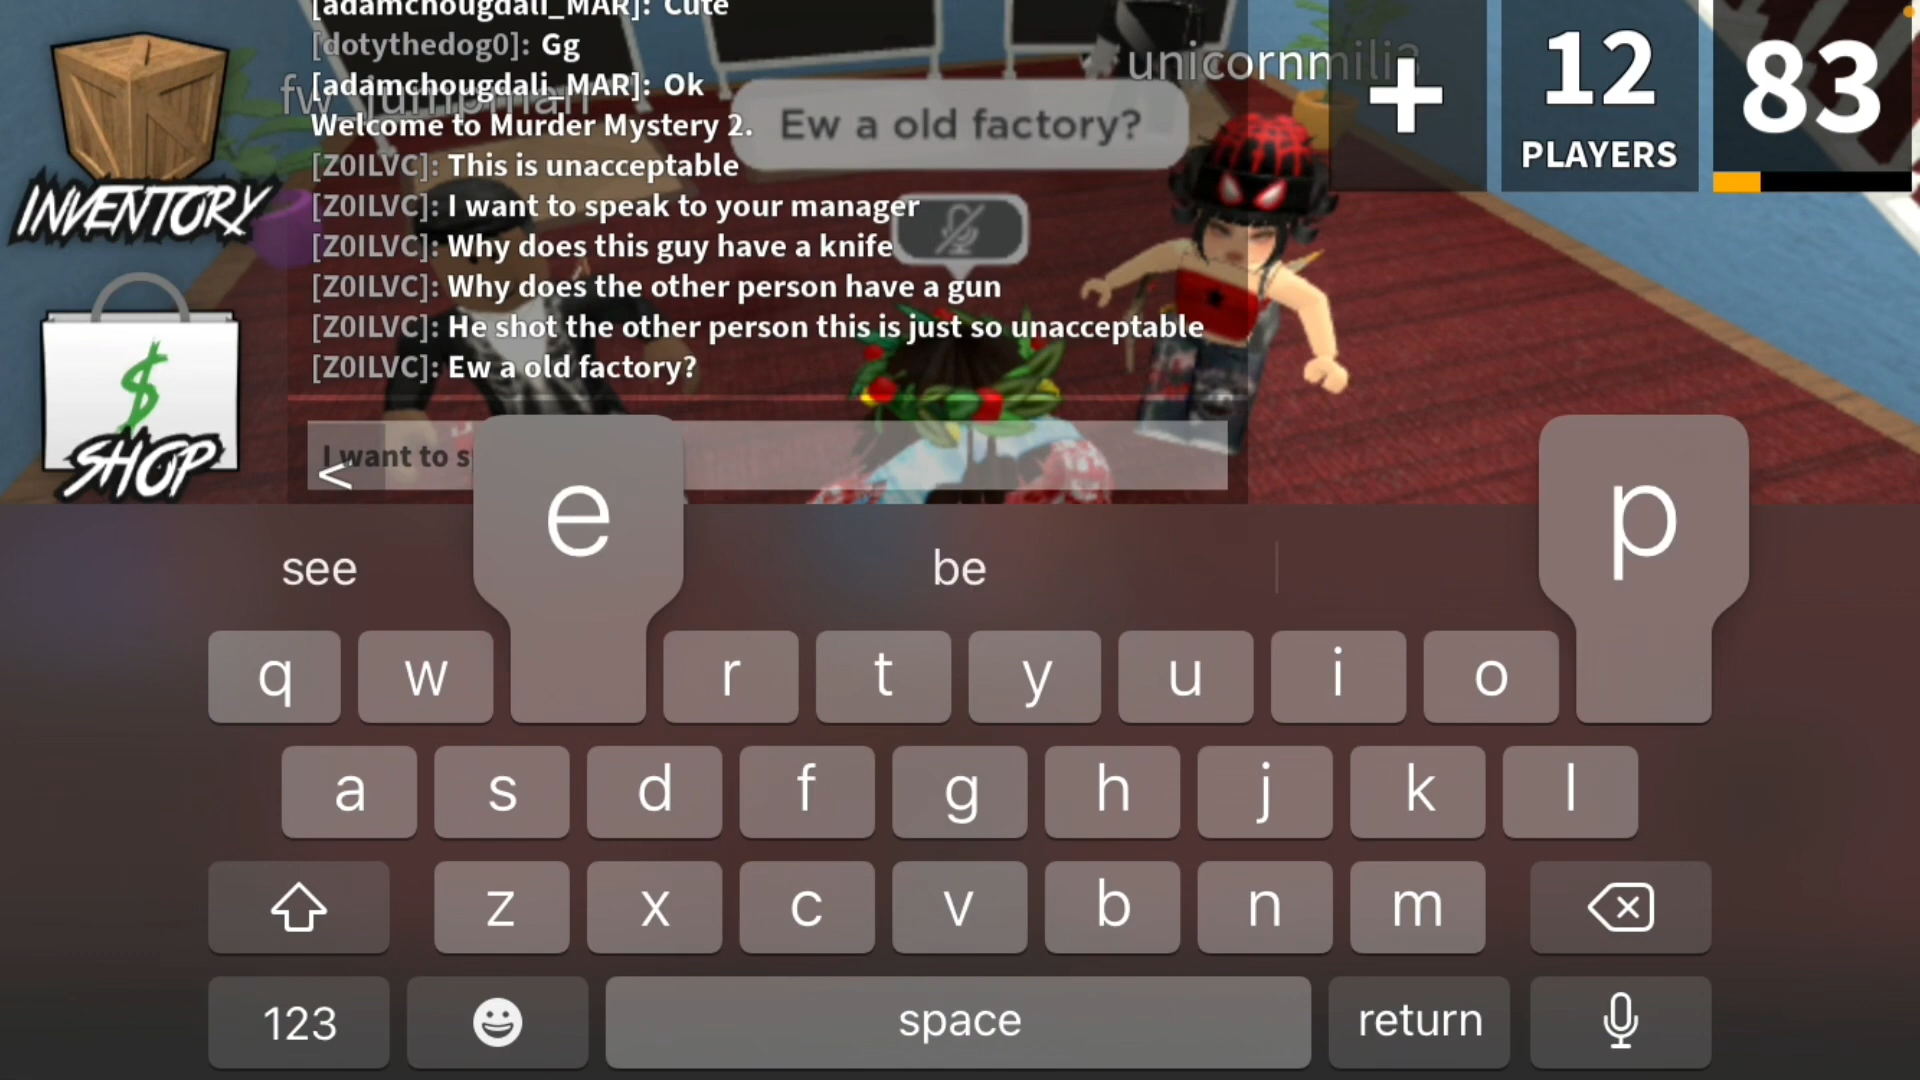 [adamchougdali_MAR]: Cute
[dotythedog0]: Gg
[adamchougdali_MAR]: Ok
Welcome to Murder Mystery 2.
[Z0ILVC]: This is unacceptable
[Z0ILVC]: I want to speak to your manager
[Z0ILVC]: Why does this guy have a knife
[Z0ILVC]: Why does the other person have a gun
[Z0ILVC]: He shot the other person this is just so unacceptable
[Z0ILVC]: Ew a old factory?
Ew a old factory?
+
12
PLAYERS
83
INVENTORY
$
SHOP
I want to s
<
e
p
see
be
q w r t y u i o
a s d f g h j k l
z x c v b n m
123 space return